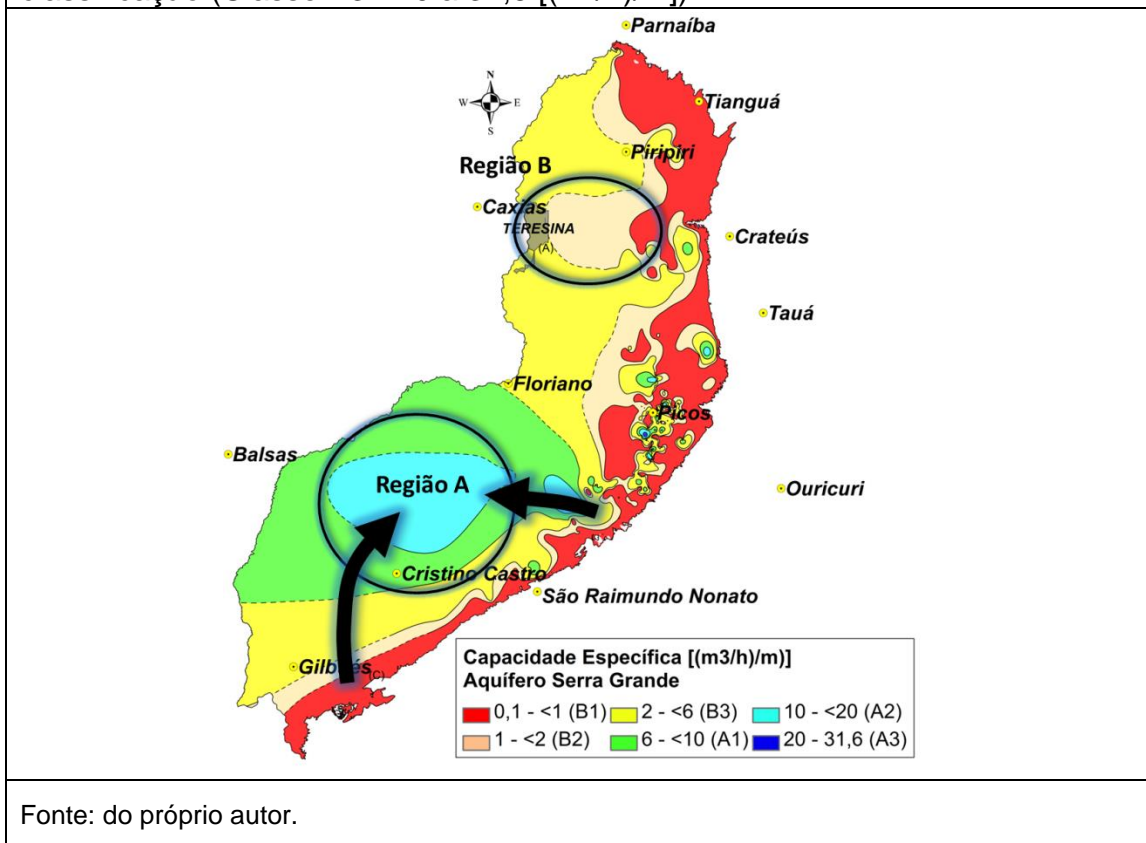 Parnaíba
N
W E
S
Tianguá
Piripiri
Região B
Caxias
TERESINA
(A)
Crateús
Tauá
Floriano
Picos
Balsas
Região A
Ouricuri
Cristino Castro
São Raimundo Nonato
Gilbués
(C)
Capacidade Específica [(m3/h)/m)]
Aquífero Serra Grande
0,1 - <1 (B1) 2 - <6 (B3) 10 - <20 (A2)
1 - <2 (B2) 6 - <10 (A1) 20 - 31,6 (A3)
Fonte: do próprio autor.